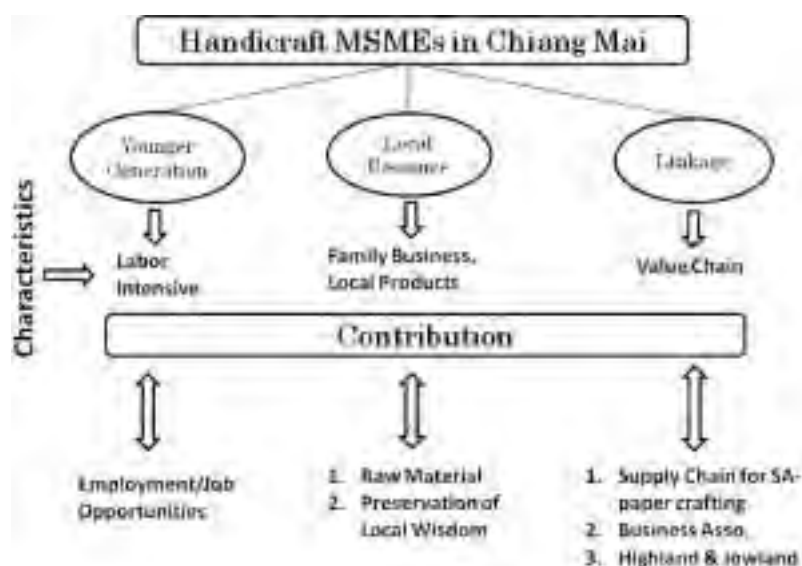 Handicraft MSMEs in Chiang Mai
Younger
Generation
Local
Resource
Linkage
Characteristics
Labor
Intensive
Family Business,
Local Products
Value Chain
Contribution
Employment/Job
Opportunities
1. Raw Material
2. Preservation of
Local Wisdom
1. Supply Chain for SA-
paper crafting
2. Business Asso.
3. Highland & lowland